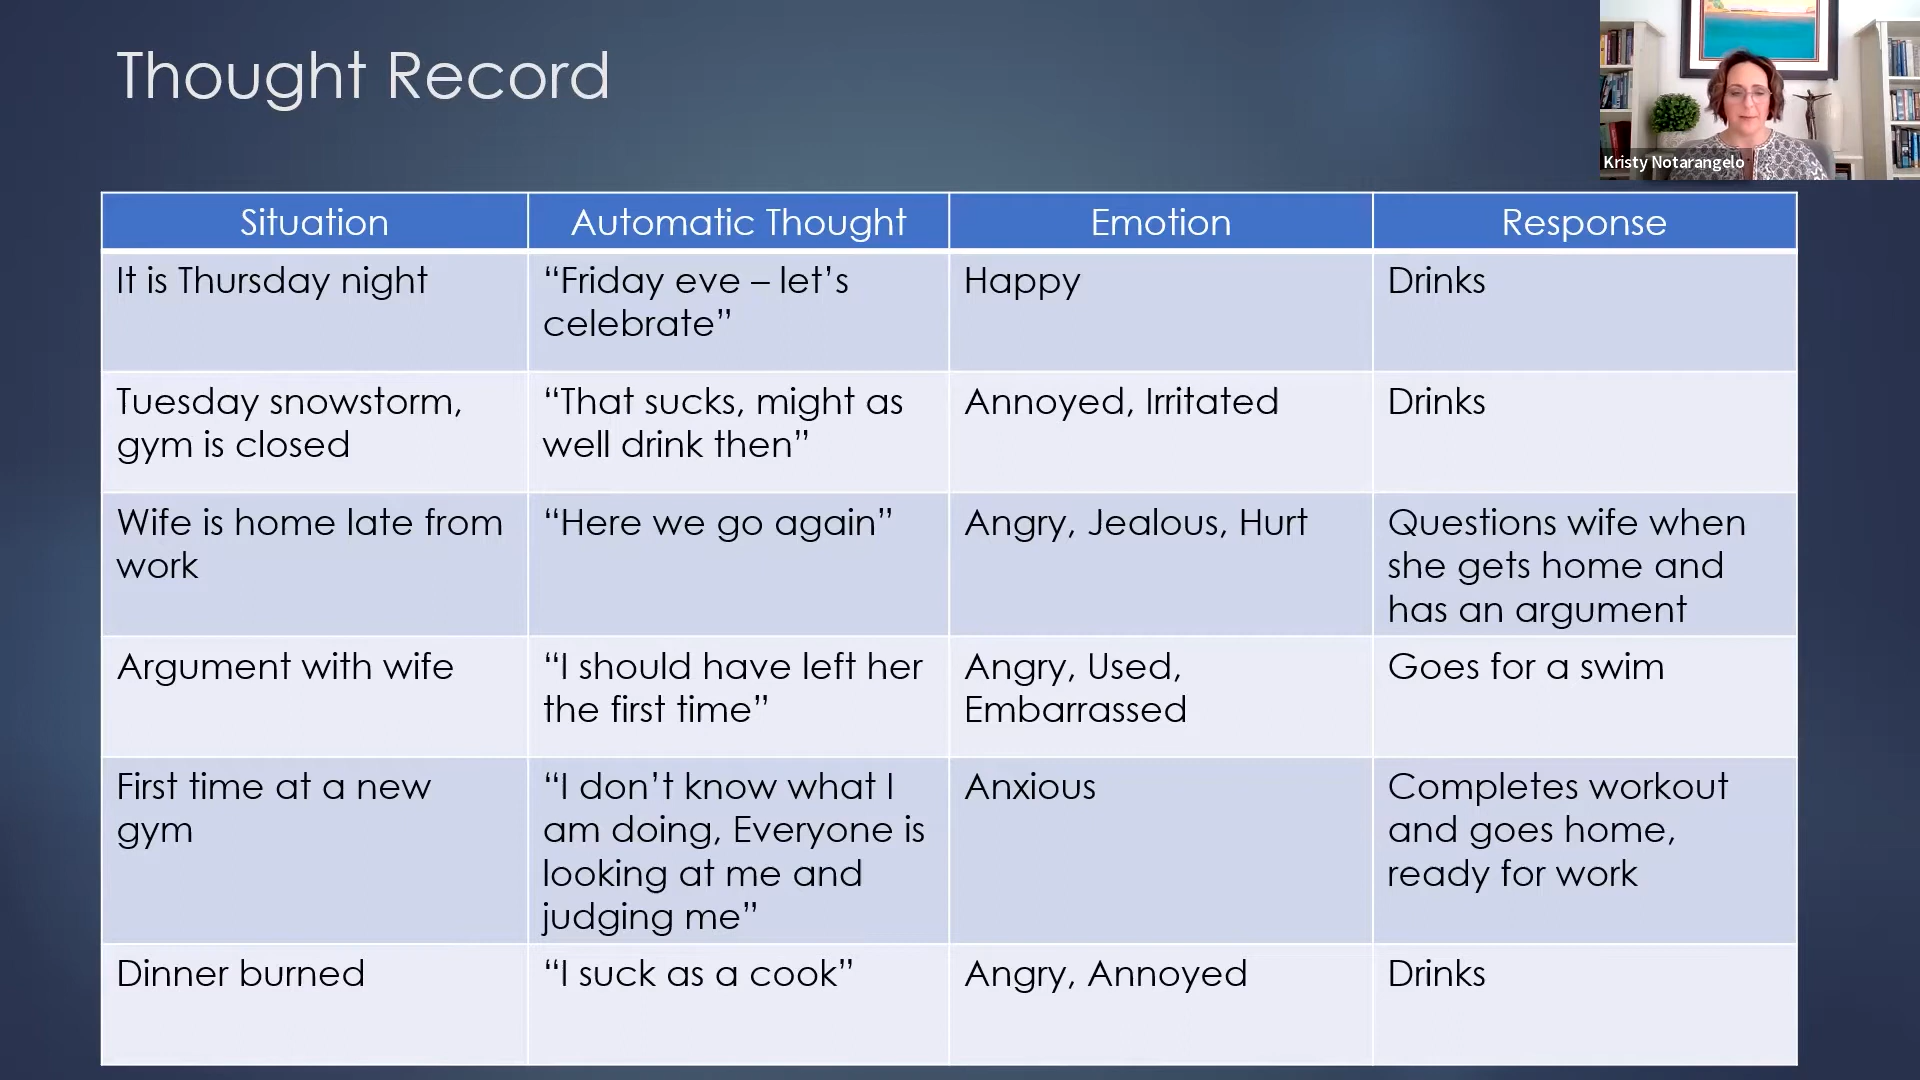 Thought Record
Kristy Notarangelo
Situation
Automatic Thought
Emotion
Response
It is Thursday night
“Friday eve – let’s
celebrate”
Happy
Drinks
Tuesday snowstorm,
gym is closed
“That sucks, might as
well drink then”
Annoyed, Irritated
Drinks
Wife is home late from
work
“Here we go again”
Angry, Jealous, Hurt
Questions wife when
she gets home and
has an argument
Argument with wife
“I should have left her
the first time”
Angry, Used,
Embarrassed
Goes for a swim
First time at a new
gym
“I don’t know what I
am doing, Everyone is
looking at me and
judging me”
Anxious
Completes workout
and goes home,
ready for work
Dinner burned
“I suck as a cook”
Angry, Annoyed
Drinks